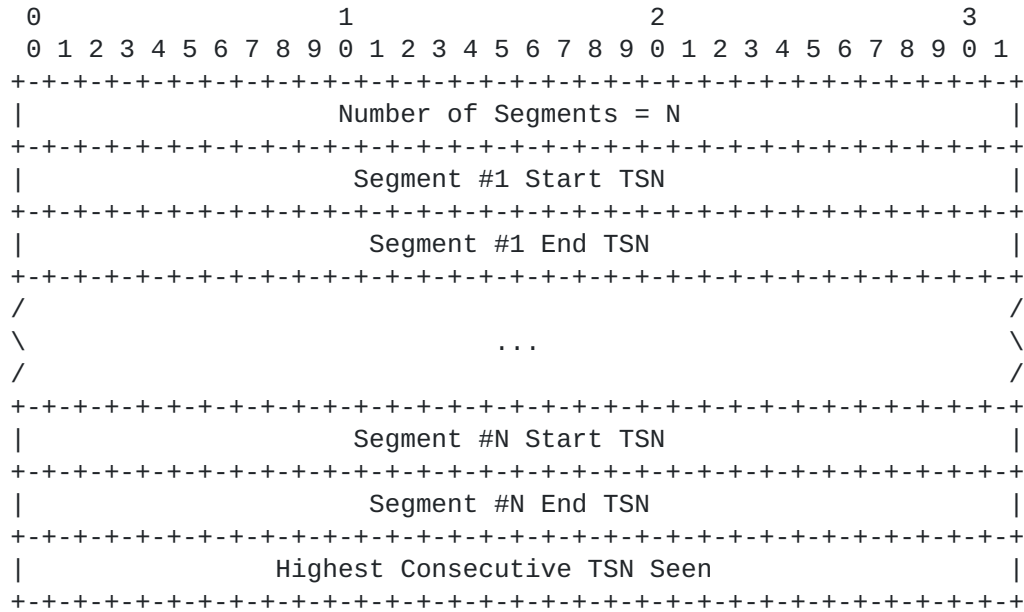 0                   1                   2                   3
 0 1 2 3 4 5 6 7 8 9 0 1 2 3 4 5 6 7 8 9 0 1 2 3 4 5 6 7 8 9 0 1
+-+-+-+-+-+-+-+-+-+-+-+-+-+-+-+-+-+-+-+-+-+-+-+-+-+-+-+-+-+-+-+-+
|                    Number of Segments = N                     |
+-+-+-+-+-+-+-+-+-+-+-+-+-+-+-+-+-+-+-+-+-+-+-+-+-+-+-+-+-+-+-+-+
|                     Segment #1 Start TSN                      |
+-+-+-+-+-+-+-+-+-+-+-+-+-+-+-+-+-+-+-+-+-+-+-+-+-+-+-+-+-+-+-+-+
|                      Segment #1 End TSN                       |
+-+-+-+-+-+-+-+-+-+-+-+-+-+-+-+-+-+-+-+-+-+-+-+-+-+-+-+-+-+-+-+-+
/                                                               /
\                              ...                              \
/                                                               /
+-+-+-+-+-+-+-+-+-+-+-+-+-+-+-+-+-+-+-+-+-+-+-+-+-+-+-+-+-+-+-+-+
|                     Segment #N Start TSN                      |
+-+-+-+-+-+-+-+-+-+-+-+-+-+-+-+-+-+-+-+-+-+-+-+-+-+-+-+-+-+-+-+-+
|                      Segment #N End TSN                       |
+-+-+-+-+-+-+-+-+-+-+-+-+-+-+-+-+-+-+-+-+-+-+-+-+-+-+-+-+-+-+-+-+
|                Highest Consecutive TSN Seen                   |
+-+-+-+-+-+-+-+-+-+-+-+-+-+-+-+-+-+-+-+-+-+-+-+-+-+-+-+-+-+-+-+-+